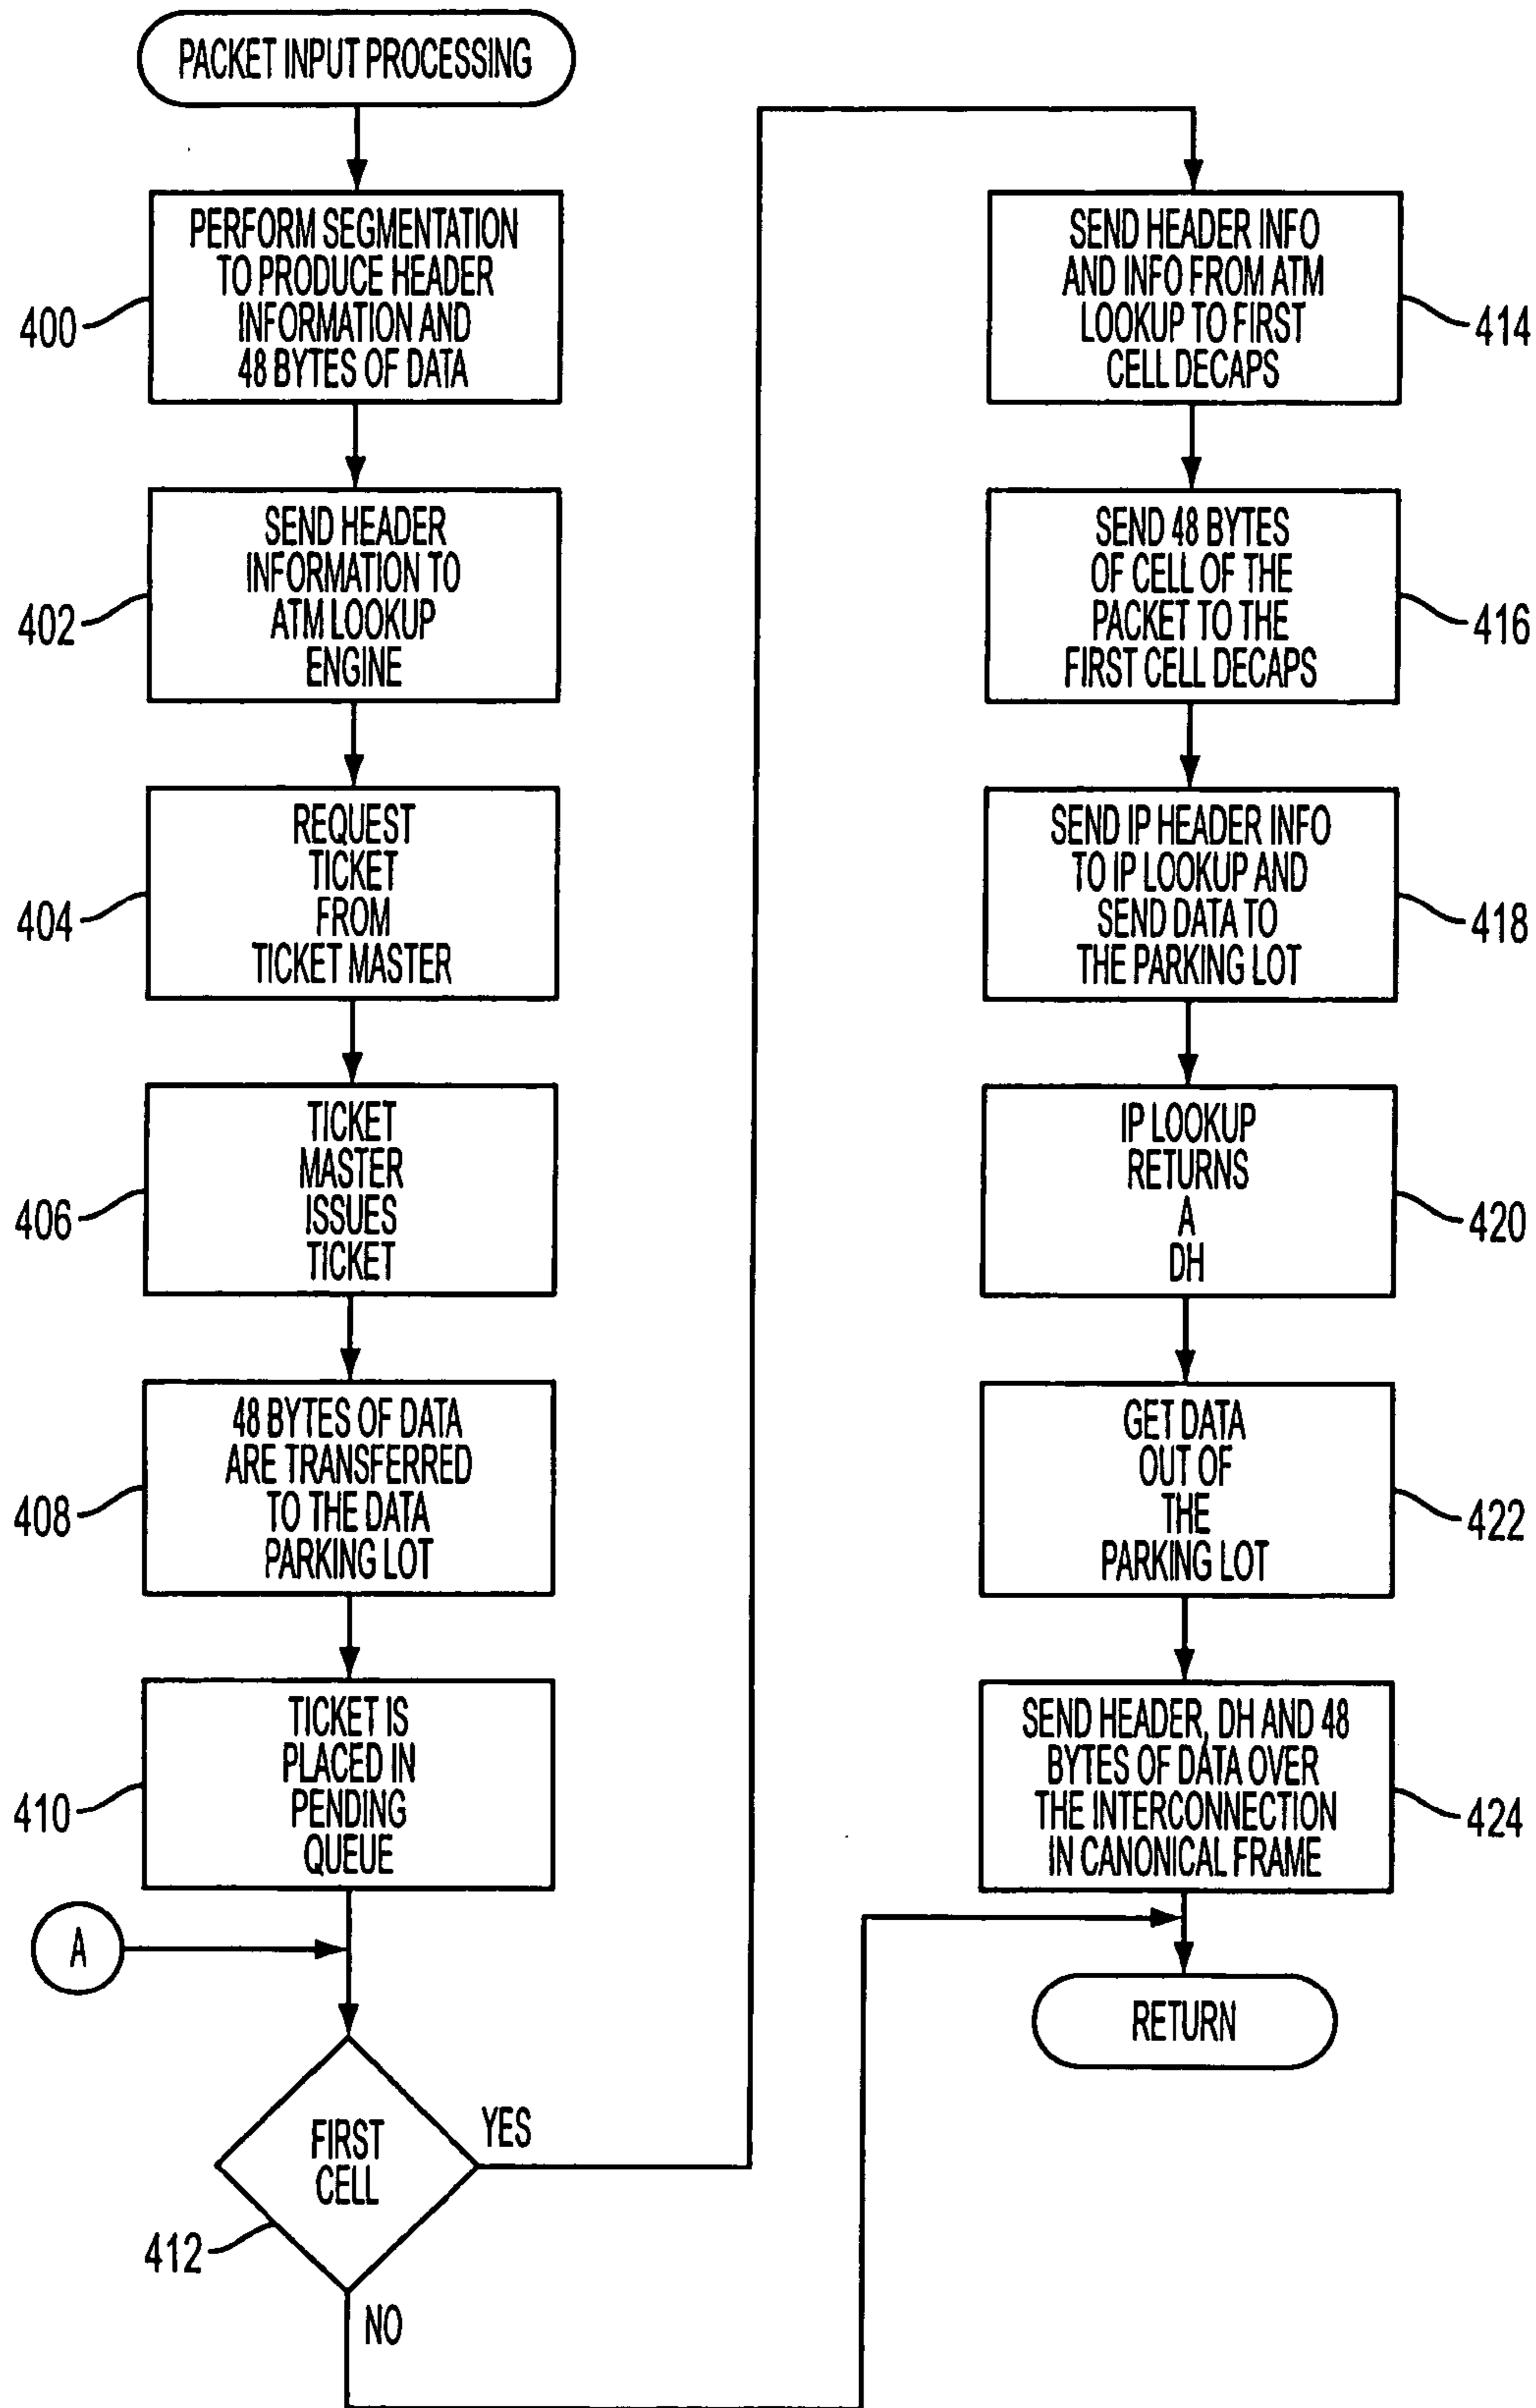 PACKET INPUT PROCESSING
PERFORM SEGMENTATION
TO PRODUCE HEADER
INFORMATION AND
48 BYTES OF DATA
400
SEND HEADER
INFORMATION TO
ATM LOOKUP
ENGINE
402
REQUEST
TICKET
FROM
TICKET MASTER
404
TICKET
MASTER
ISSUES
TICKET
406
48 BYTES OF DATA
ARE TRANSFERRED
TO THE DATA
PARKING LOT
408
TICKET IS
PLACED IN
PENDING
QUEUE
410
A
FIRST
CELL
412
YES
NO
SEND HEADER INFO
AND INFO FROM ATM
LOOKUP TO FIRST
CELL DECAPS
414
SEND 48 BYTES
OF CELL OF THE
PACKET TO THE
FIRST CELL DECAPS
416
SEND IP HEADER INFO
TO IP LOOKUP AND
SEND DATA TO
THE PARKING LOT
418
IP LOOKUP
RETURNS
A
DH
420
GET DATA
OUT OF
THE
PARKING LOT
422
SEND HEADER, DH AND 48
BYTES OF DATA OVER
THE INTERCONNECTION
IN CANONICAL FRAME
424
RETURN